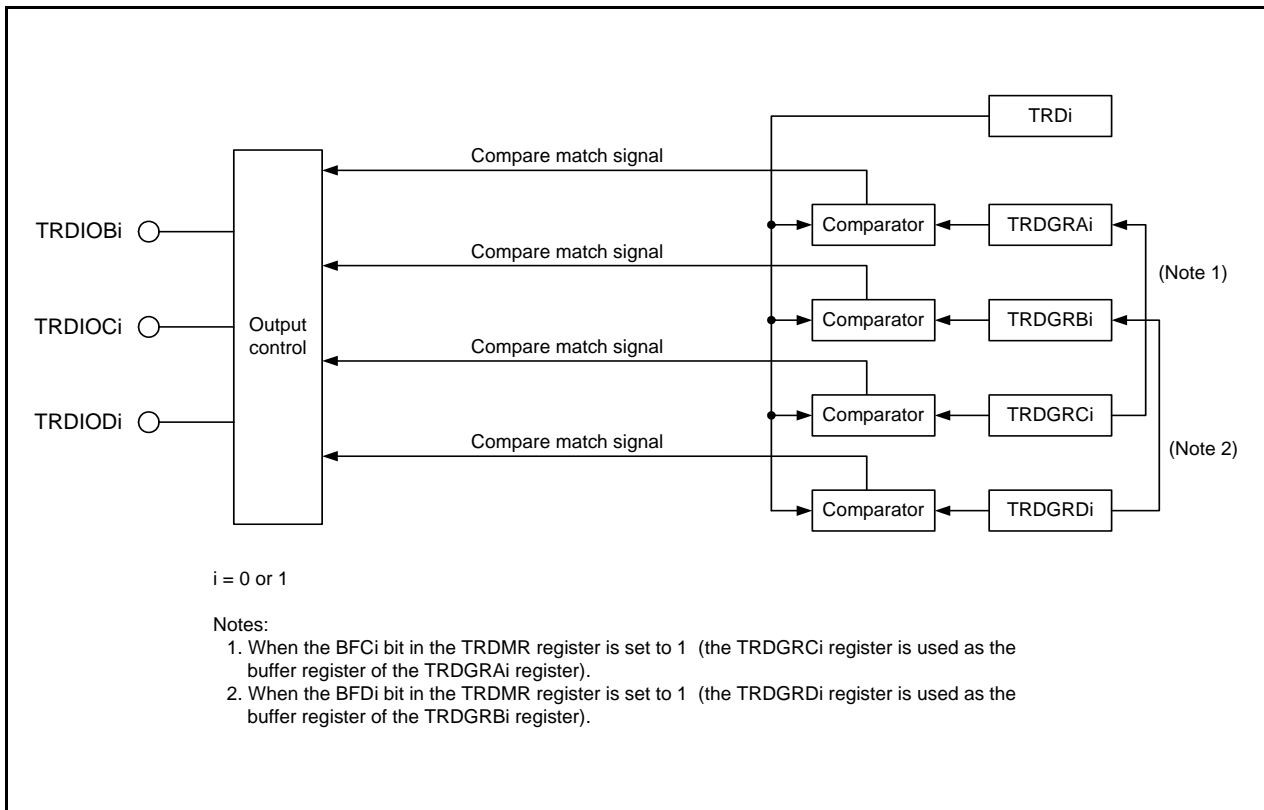 TRDi
Compare match signal
Comparator
TRDGRAi
TRDIOBi
(Note 1)
Compare match signal
Comparator
TRDGRBi
TRDIOCi
Output
control
Compare match signal
Comparator
TRDGRCi
TRDIODi
(Note 2)
Compare match signal
Comparator
TRDGRDi
i = 0 or 1
Notes:
1. When the BFCi bit in the TRDMR register is set to 1 (the TRDGRCi register is used as the
buffer register of the TRDGRAi register).
2. When the BFDi bit in the TRDMR register is set to 1 (the TRDGRDi register is used as the
buffer register of the TRDGRBi register).